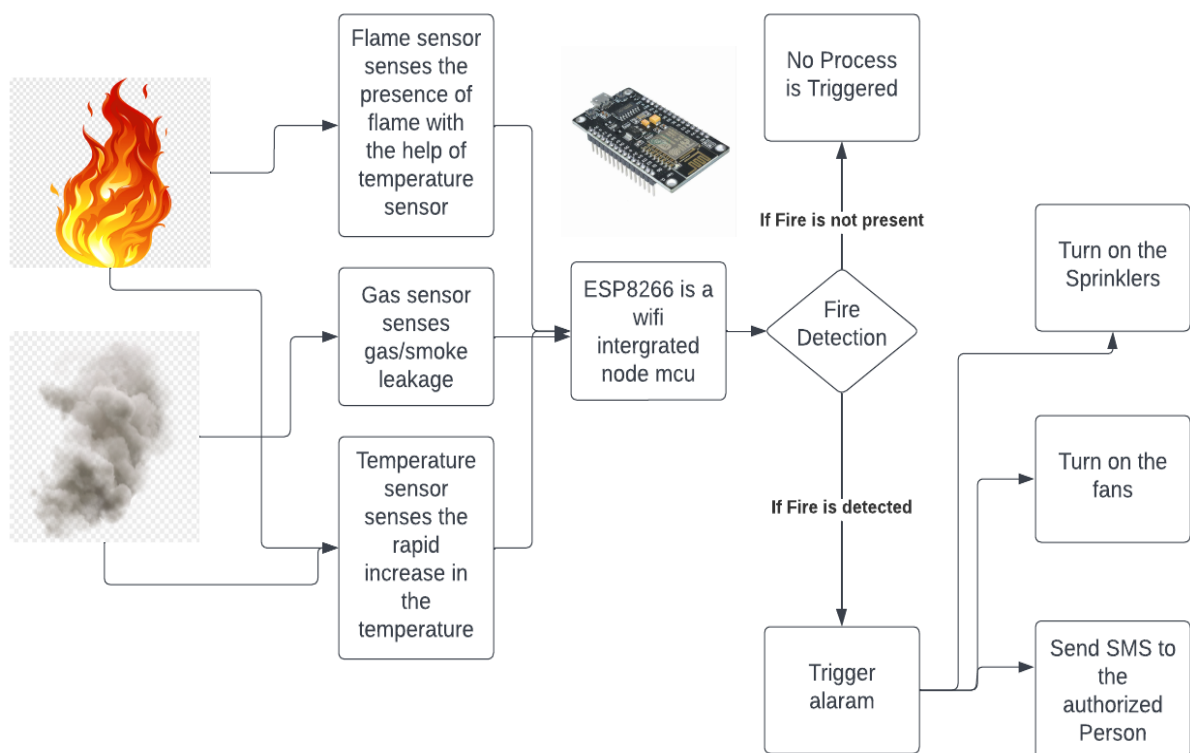 Flame sensor
senses the
presence of
flame with
the help of
temperature
sensor
Gas sensor
senses
gas/smoke
leakage
Temperature
sensor
senses the
rapid
increase in
the
temperature
ESP8266 is a
wifi
intergrated
node mcu
No Process
is Triggered
If Fire is not present
Fire
Detection
If Fire is detected
Trigger
alaram
Turn on the
Sprinklers
Turn on the
fans
Send SMS to
the
authorized
Person